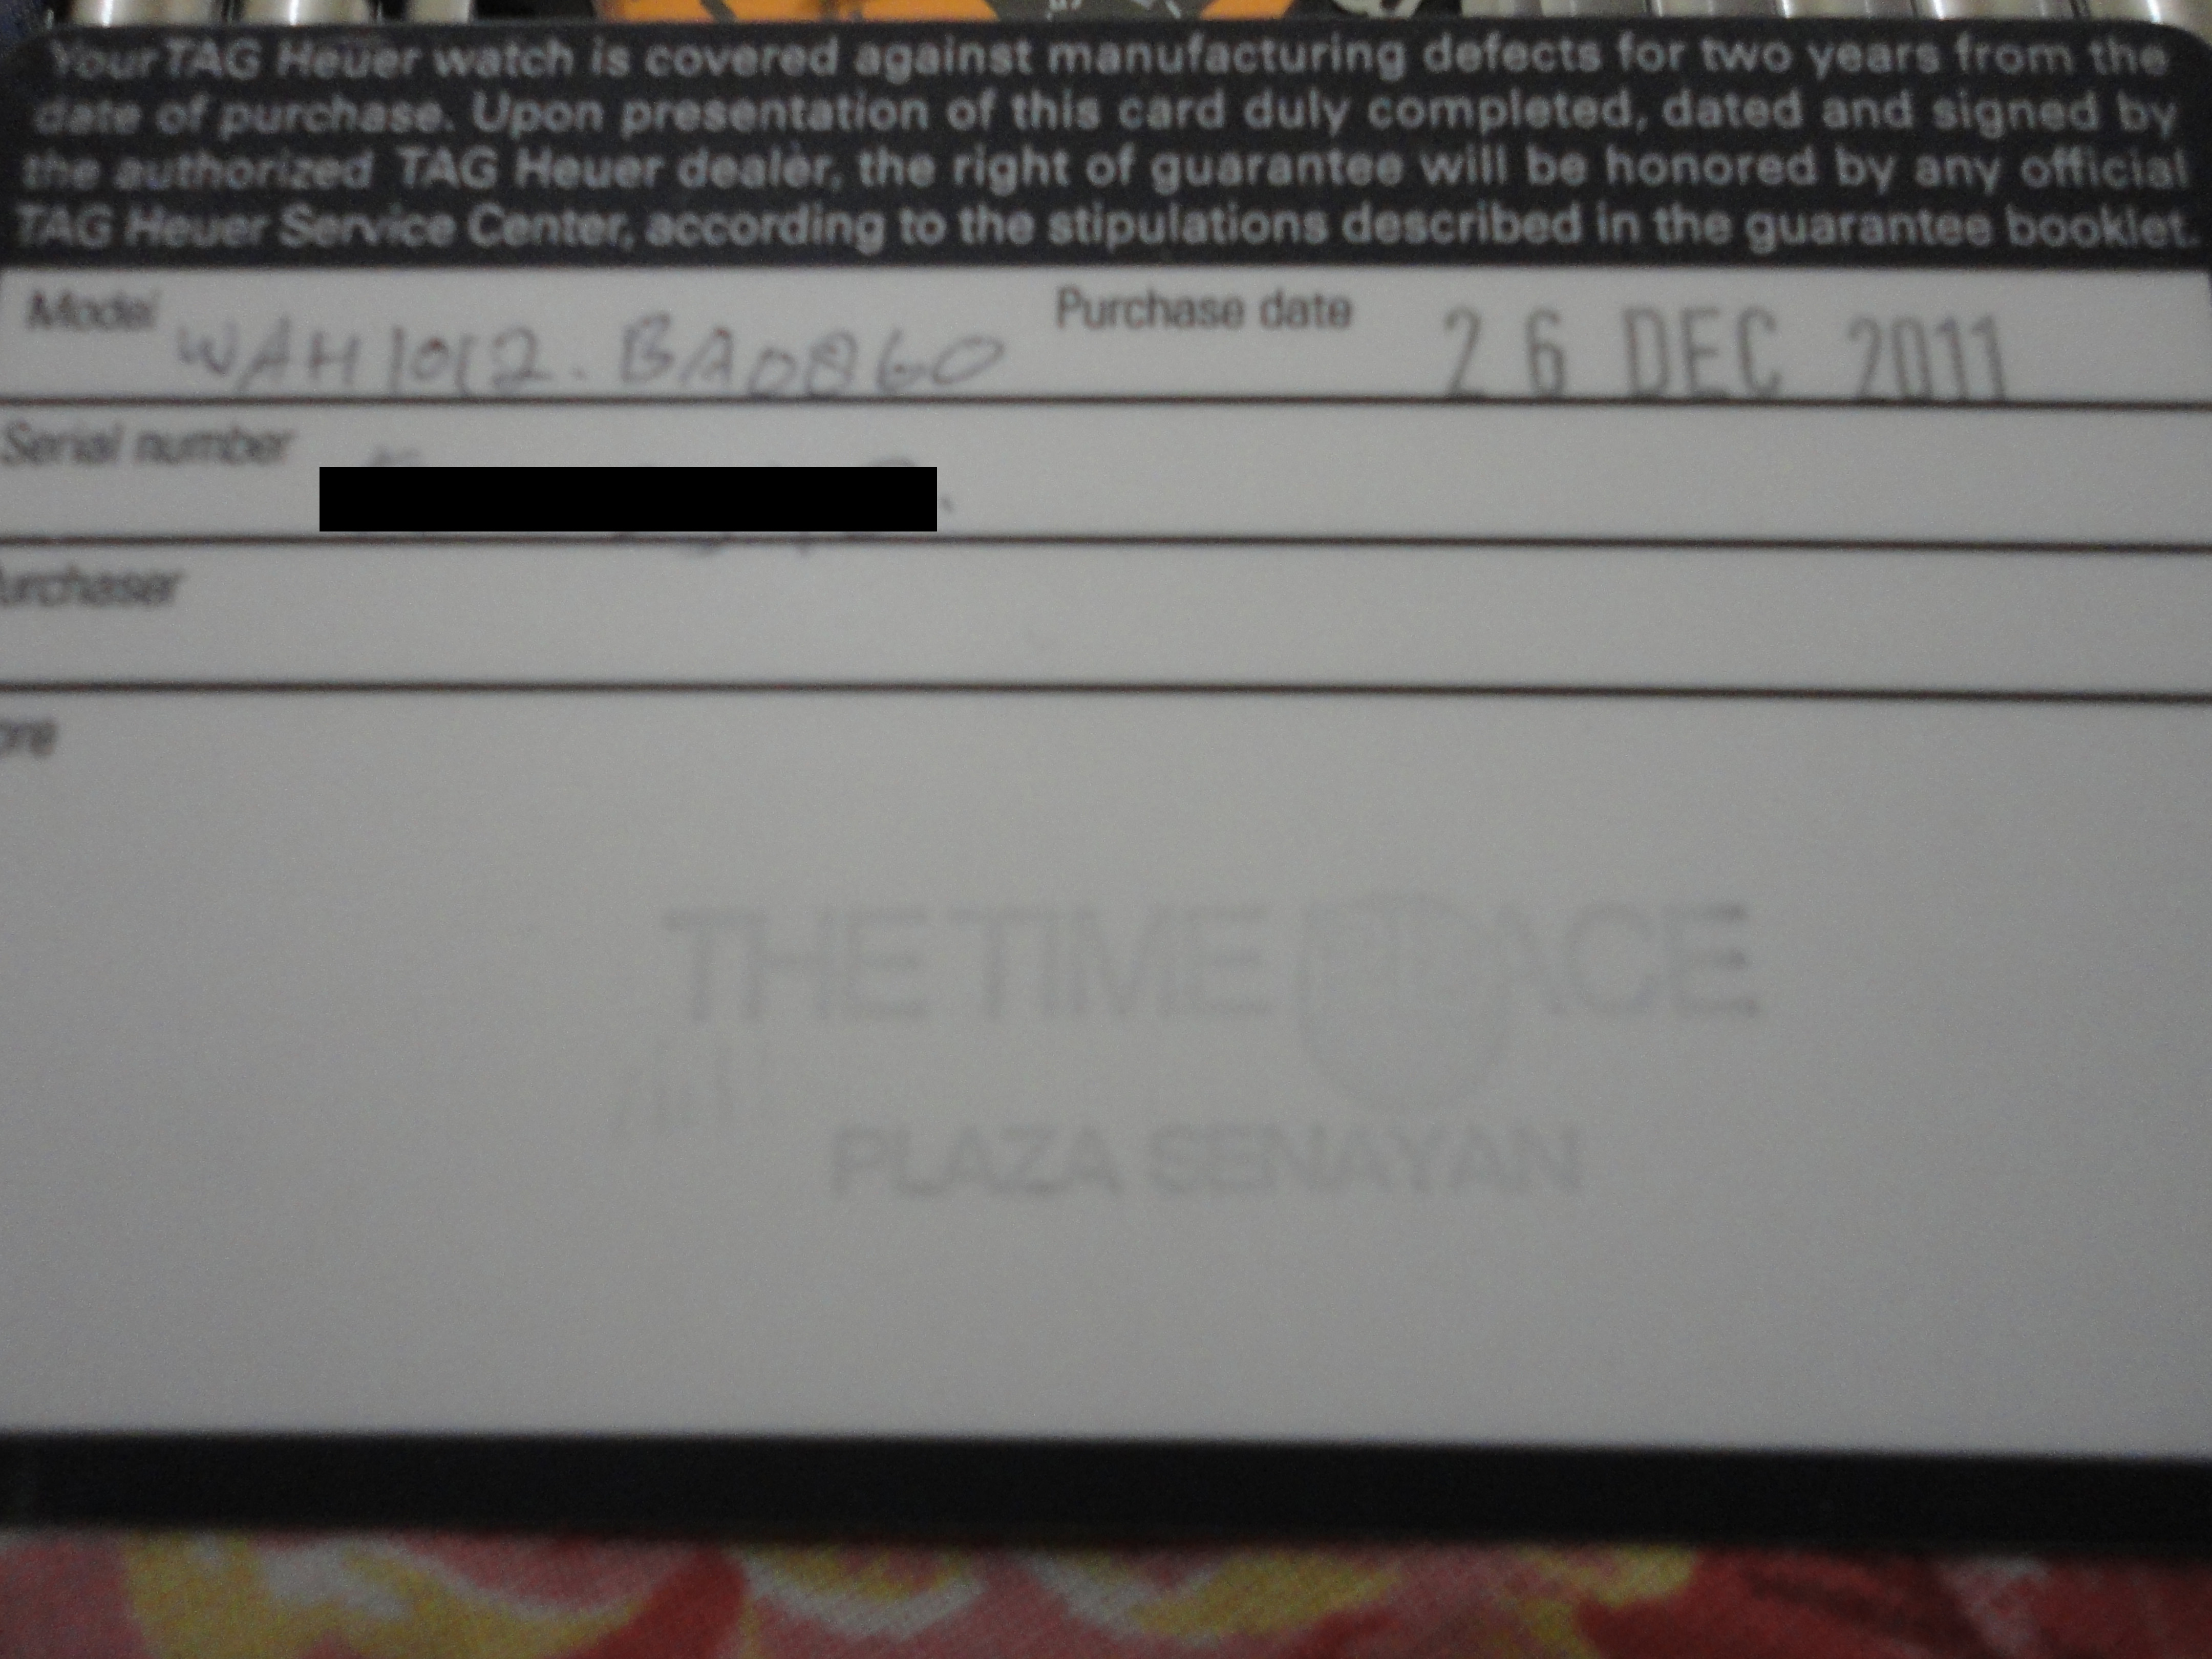 Your TAG Heuer watch is covered against manufacturing defects for two years from the
date of purchase. Upon presentation of this card duly completed, dated and signed by
the authorized TAG Heuer dealer, the right of guarantee will be honored by any official
TAG Heuer Service Center, according to the stipulations described in the guarantee booklet.
Model WAH1012.BA0860 Purchase date 26 DEC 2011
Serial number
urchaser
ore
THE TIME PLACE
PLAZA SENAYAN